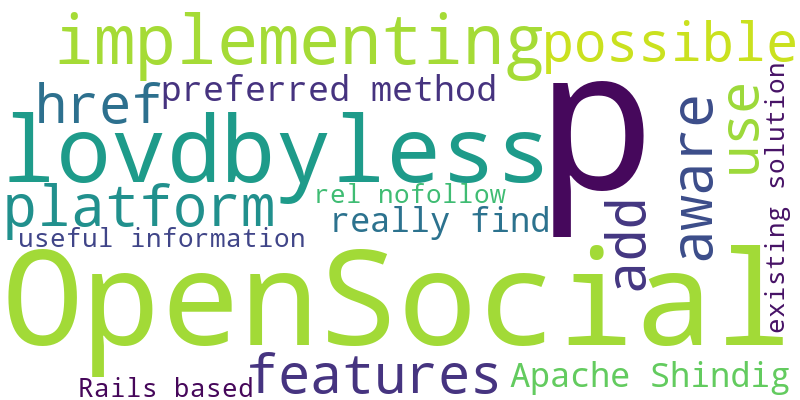 implementing
possible
href
preferred method
p
lovdbyless
aware
use
existing solution
platform
rel nofollow
really find
add
useful information
OpenSocial
features
Apache Shindig
Rails based